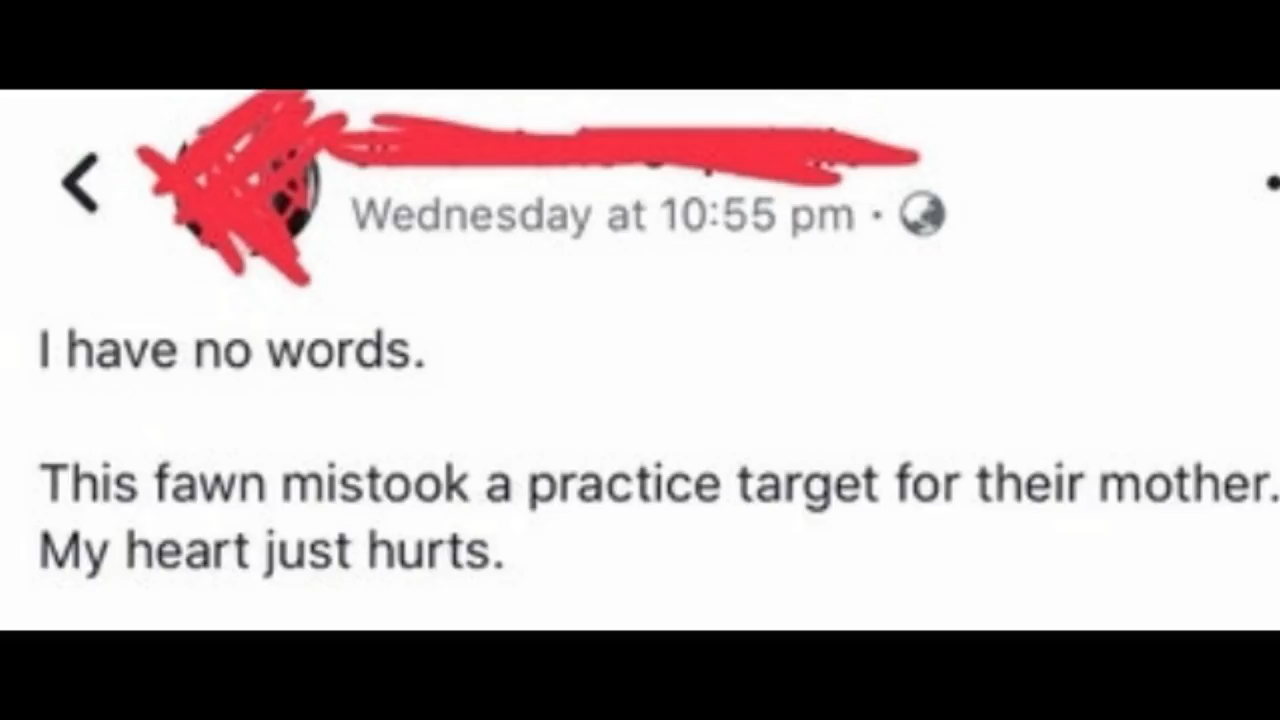 Wednesday at 10:55 pm ·
I have no words.
This fawn mistook a practice target for their mother.
My heart just hurts.